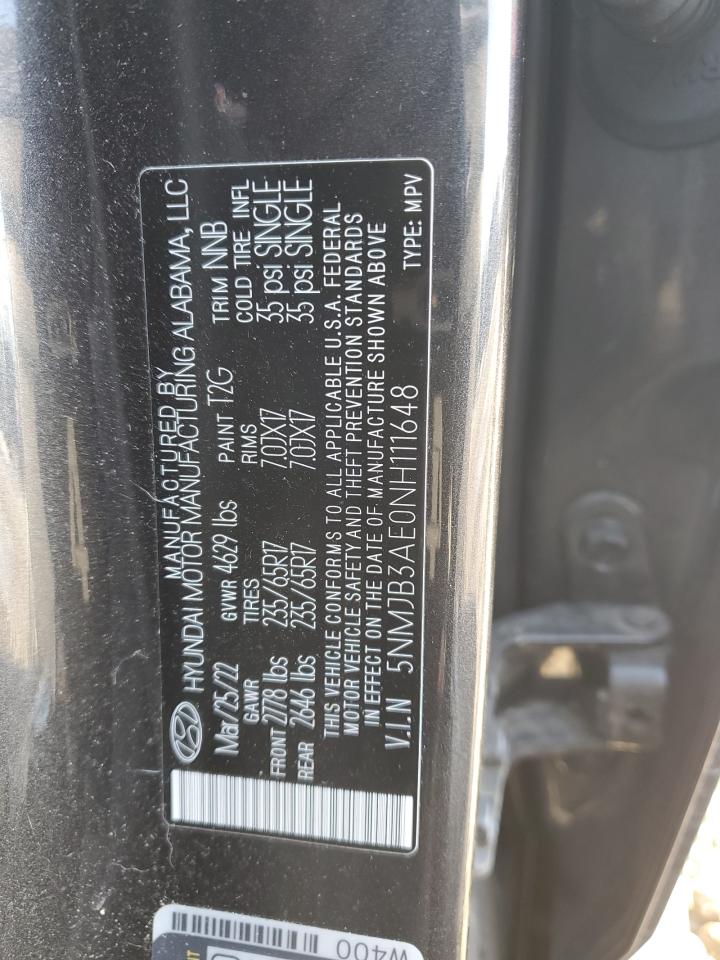 MANUFACTURED BY
HYUNDAI MOTOR MANUFACTURING ALABAMA, LLC
Mar/25/22 GVWR 4629 lbs PAINT T2G TRIM NNB
GAWR TIRES RIMS COLD TIRE INFL
FRONT 2778 lbs 235/65R17 7.0JX17 35 psi SINGLE
REAR 2646 lbs 235/65R17 7.0JX17 35 psi SINGLE
THIS VEHICLE CONFORMS TO ALL APPLICABLE U.S.A. FEDERAL
MOTOR VEHICLE SAFETY AND THEFT PREVENTION STANDARDS
IN EFFECT ON THE DATE OF MANUFACTURE SHOWN ABOVE
V.I.N 5NMJB3AE0NH111648 TYPE: MPV
W400